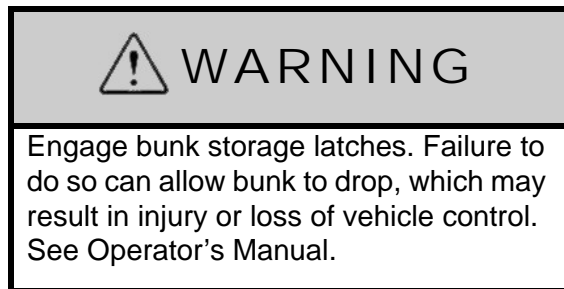 WARNING
Engage bunk storage latches. Failure to
do so can allow bunk to drop, which may
result in injury or loss of vehicle control.
See Operator’s Manual.